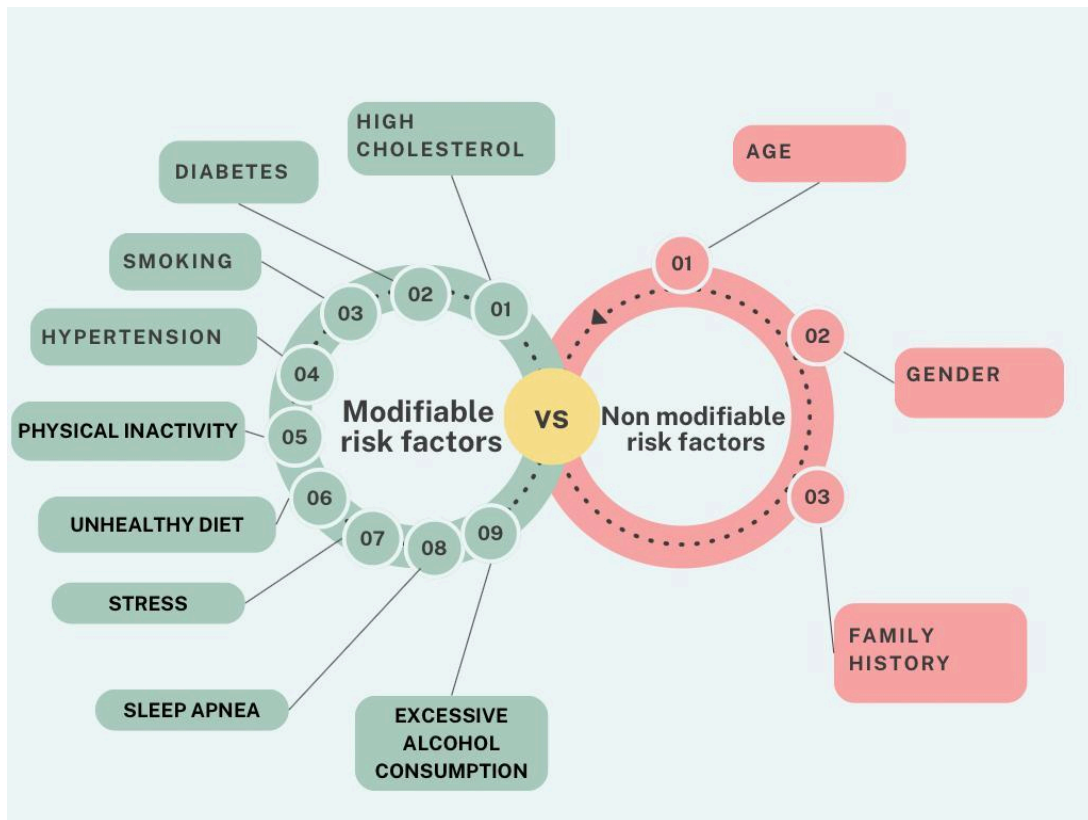 HIGH
CHOLESTEROL
DIABETES
SMOKING
HYPERTENSION
PHYSICAL INACTIVITY
UNHEALTHY DIET
STRESS
SLEEP APNEA
EXCESSIVE
ALCOHOL
CONSUMPTION
01
02
03
04
05
06
07
08
09
Modifiable
risk factors
vs
Non modifiable
risk factors
01
02
03
AGE
GENDER
FAMILY
HISTORY